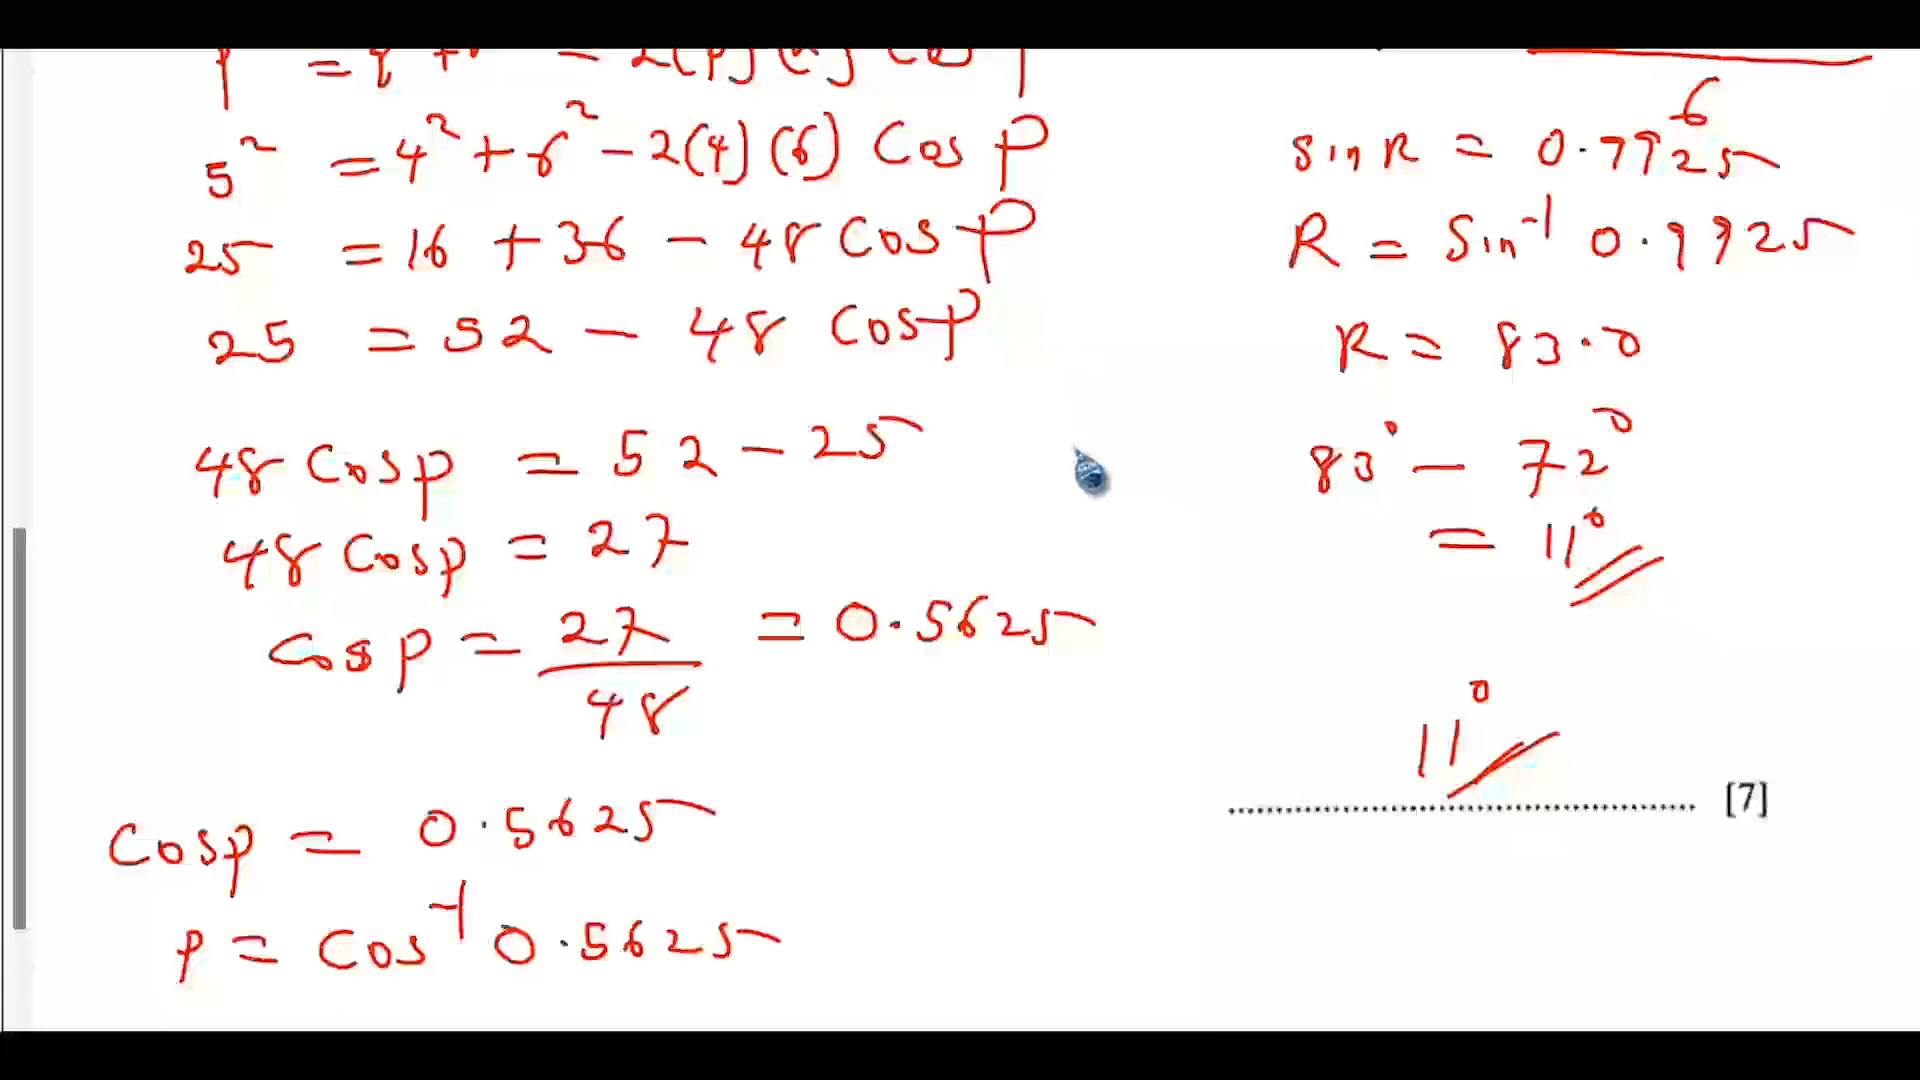 5² = 4² + 6² - 2(4)(6) Cos P
25 = 16 + 36 - 48 Cos P
25 = 52 - 48 Cos P
48 Cos p = 52 - 25
48 Cos p = 27
Cos p = 27/48 = 0.5625
Cos p = 0.5625
P = Cos⁻¹ 0.5625
6
Sin R = 0.9925
R = Sin⁻¹ 0.9925
R = 83.0
83° - 72°
= 11°
11°
[7]